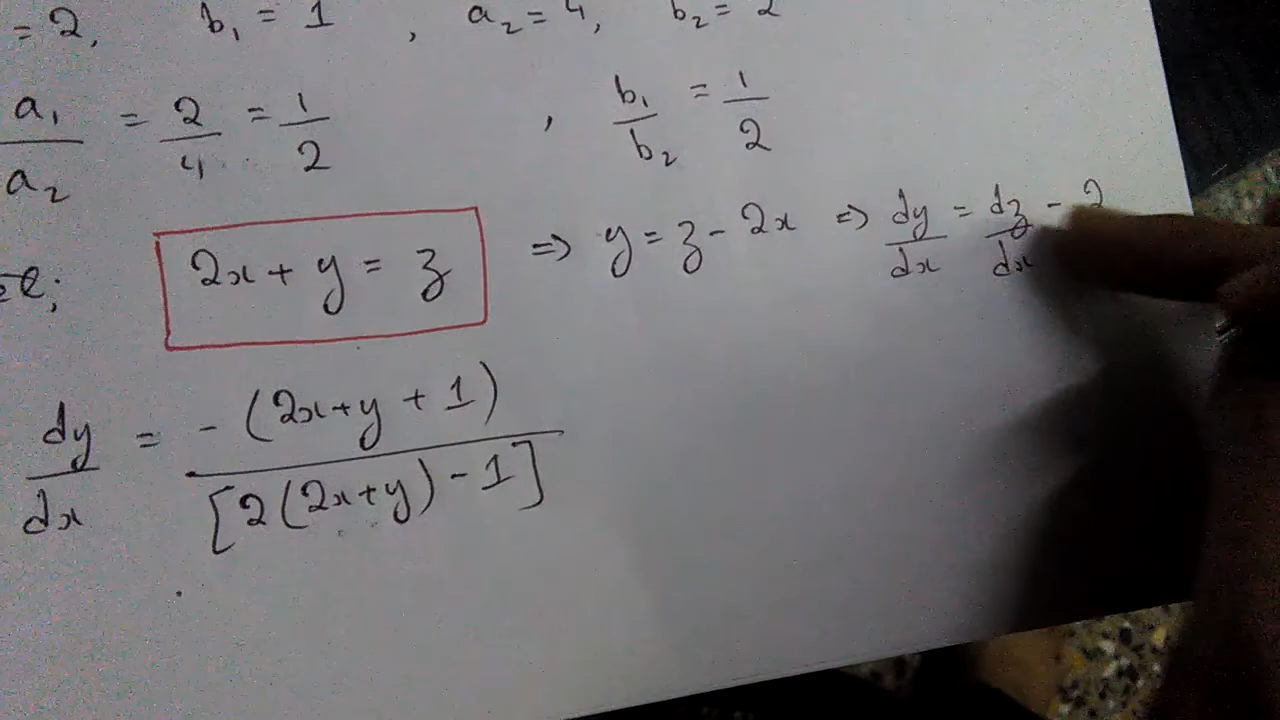 = 2, b₁ = 1 , a₂ = 4, b₂ = 2
a₁/a₂ = 2/4 = 1/2 , b₁/b₂ = 1/2
2x + y = z ⇒ y = z - 2x ⇒ dy/dx = dz/dx - 2
dy/dx = -(2x+y+1)/[2(2x+y)-1]